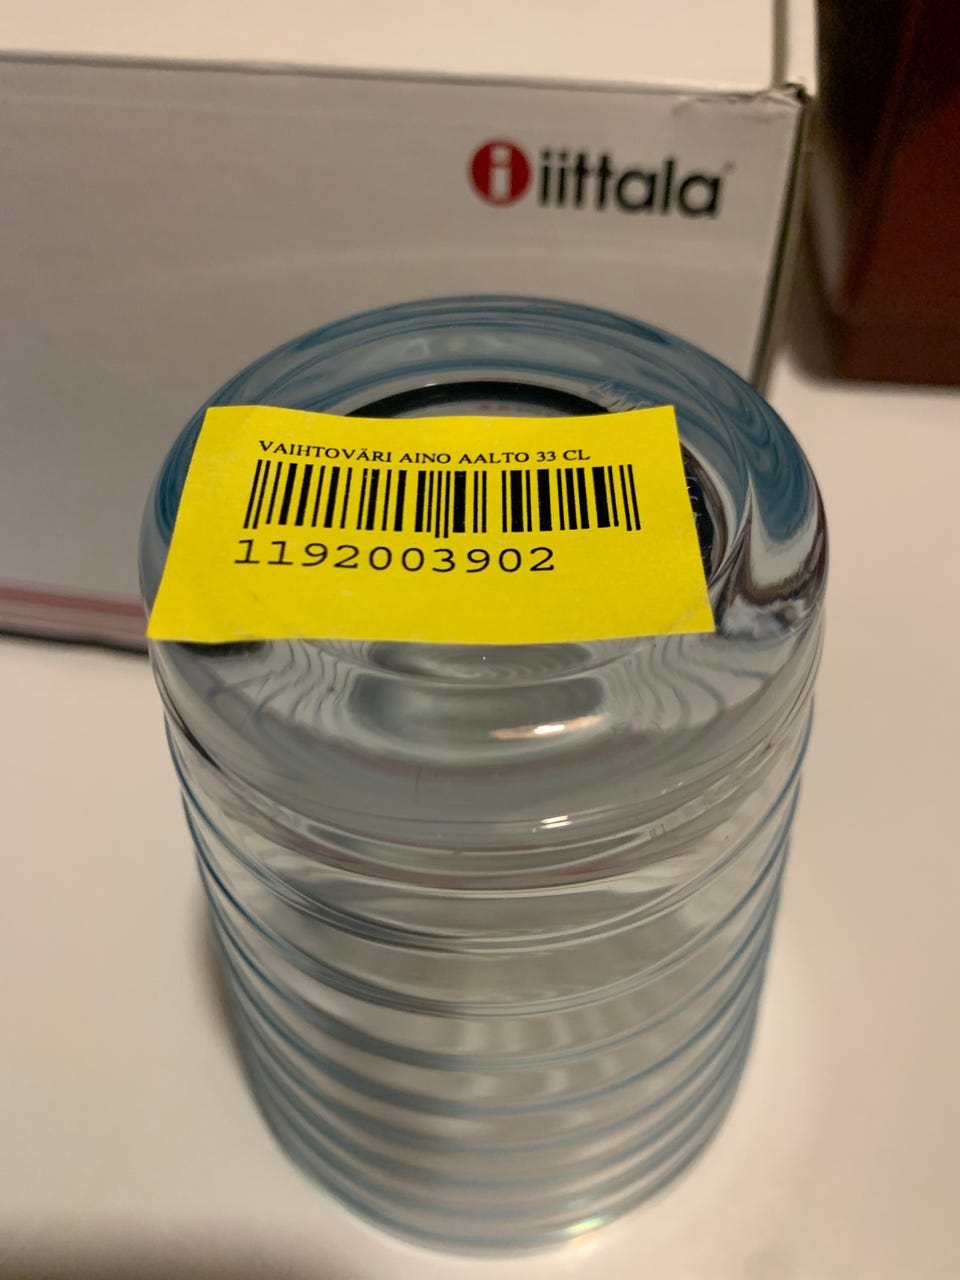 i iittala
VAIHTOVÄRI AINO AALTO 33 CL
1192003902